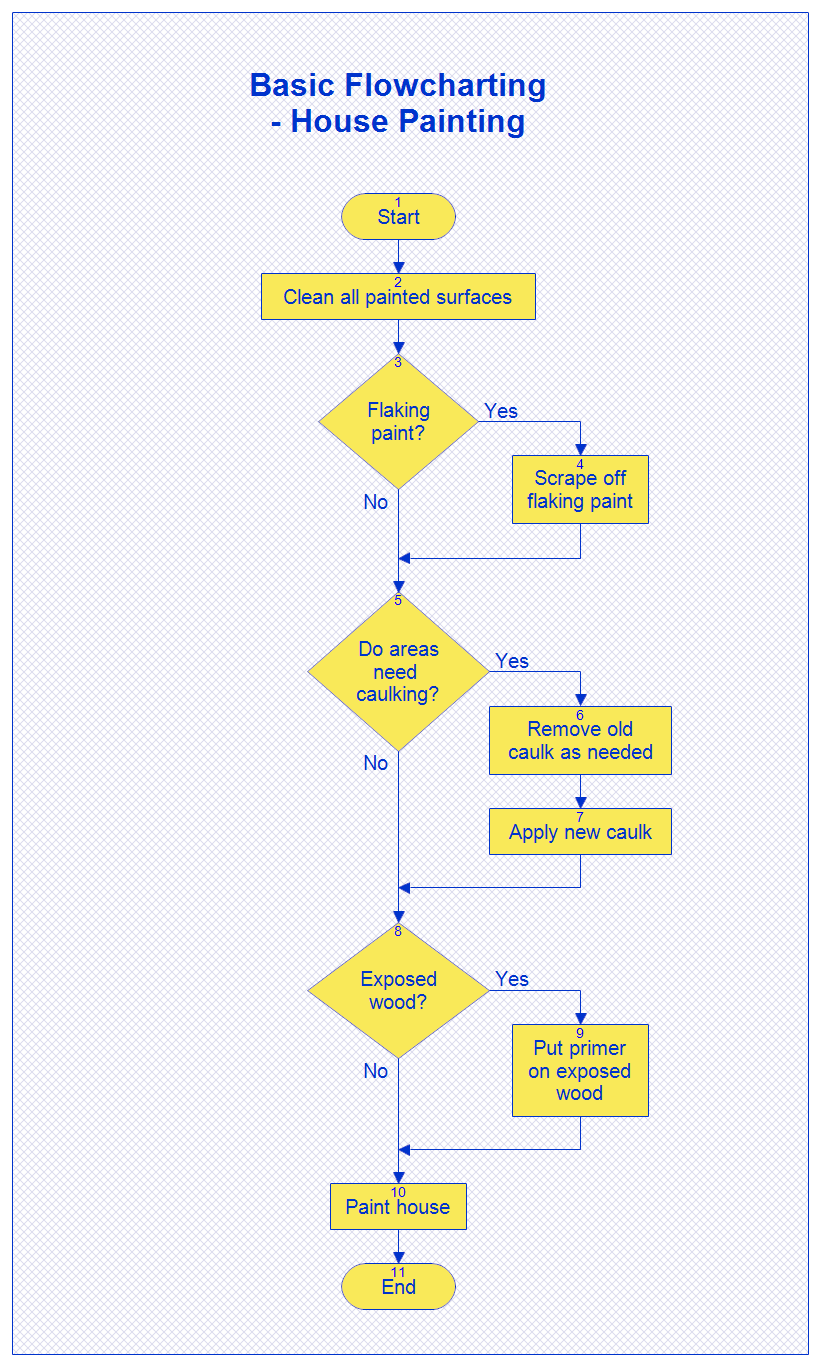 Basic Flowcharting
- House Painting
1
Start
2
Clean all painted surfaces
3
Flaking
paint?
Yes
4
Scrape off
flaking paint
No
5
Do areas
need
caulking?
Yes
6
Remove old
caulk as needed
No
7
Apply new caulk
8
Exposed
wood?
Yes
9
Put primer
on exposed
wood
No
10
Paint house
11
End